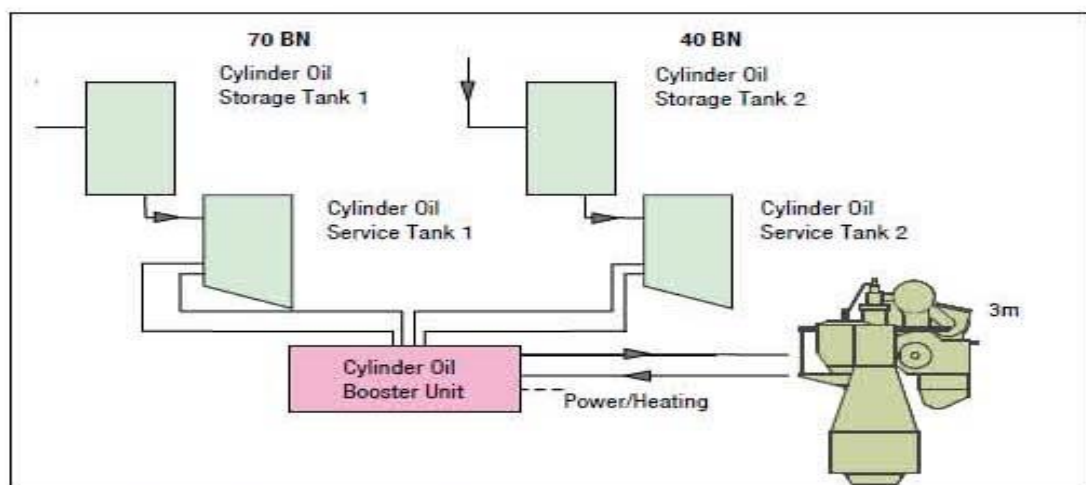 70 BN
Cylinder Oil
Storage Tank 1
40 BN
Cylinder Oil
Storage Tank 2
Cylinder Oil
Service Tank 1
Cylinder Oil
Service Tank 2
3m
Cylinder Oil
Booster Unit
Power/Heating